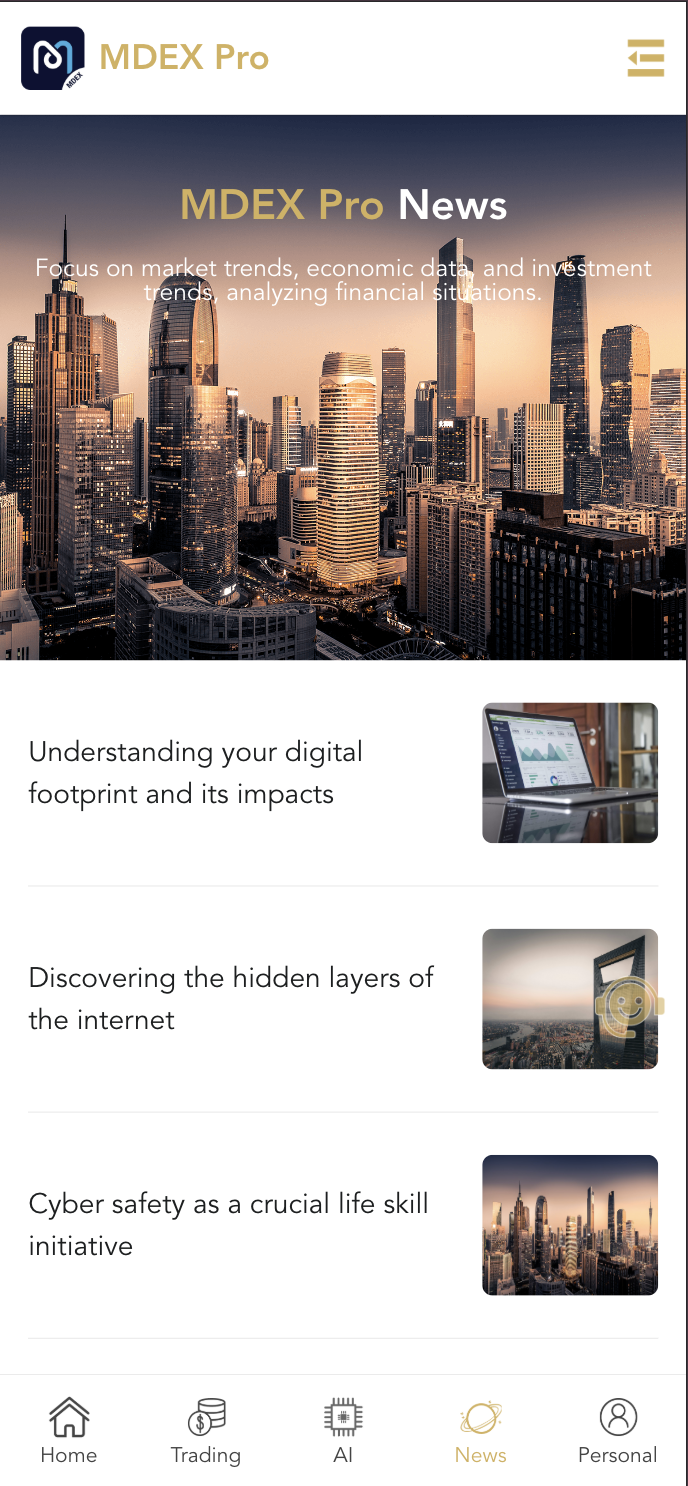 MDEX
MDEX Pro
MDEX Pro News
Focus on market trends, economic data, and investment
trends, analyzing financial situations.
Understanding your digital
footprint and its impacts
Discovering the hidden layers of
the internet
Cyber safety as a crucial life skill
initiative
Home
Trading
AI
News
Personal